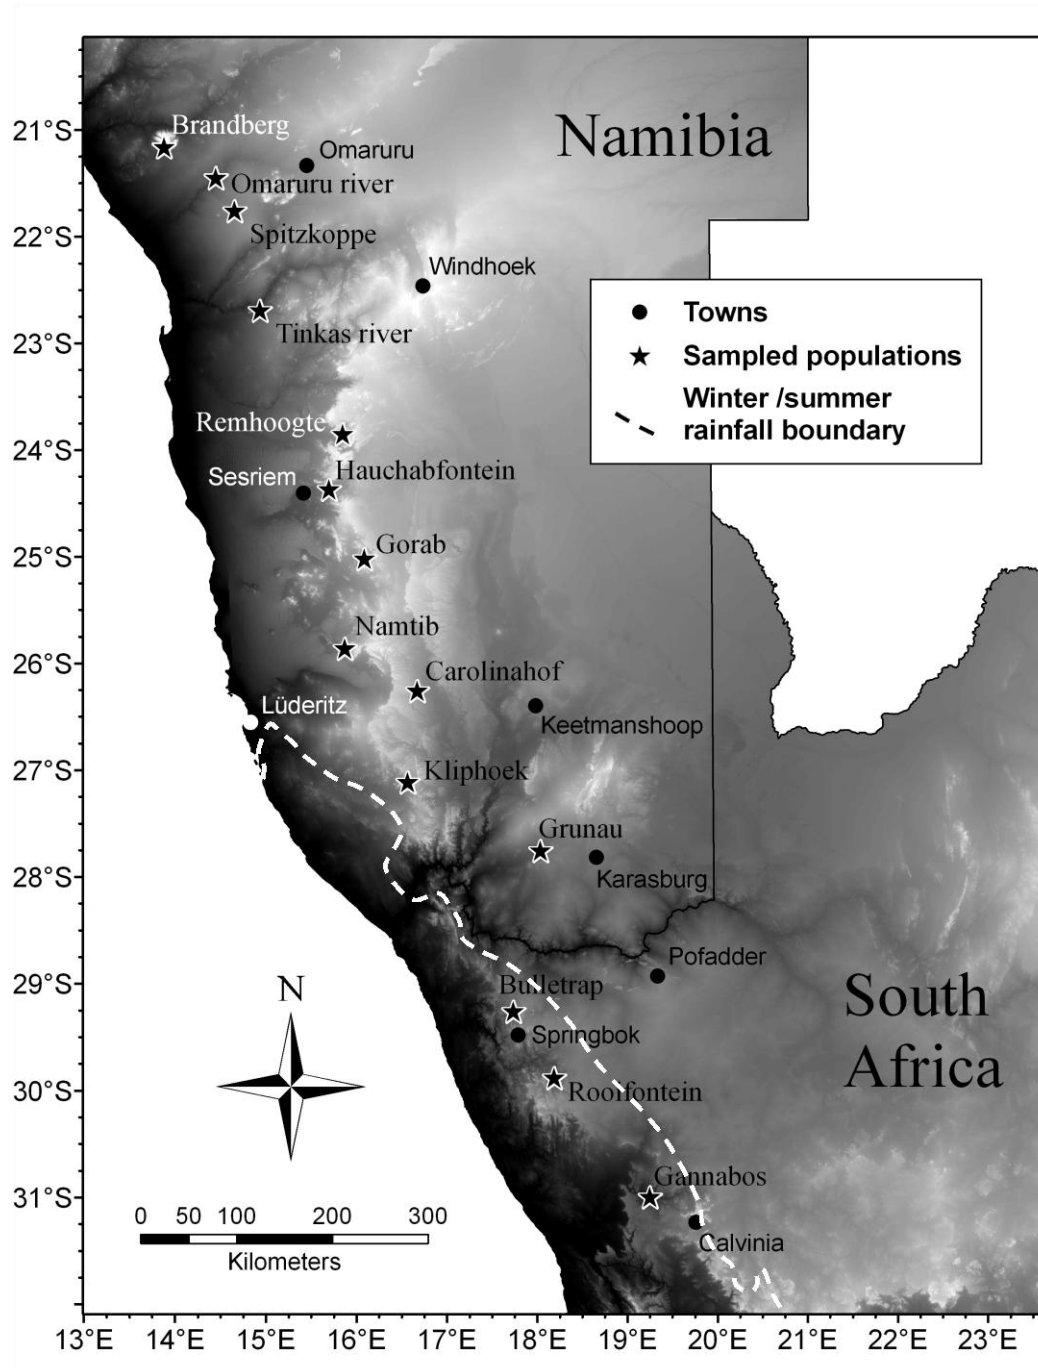 21°S
22°S
23°S
24°S
25°S
26°S
27°S
28°S
29°S
30°S
31°S
Brandberg
Omaruru
Omaruru river
Spitzkoppe
Namibia
Windhoek
Tinkas river
Towns
Sampled populations
Winter /summer
rainfall boundary
Remhoogte
Hauchabfontein
Sesriem
Gorab
Namtib
Carolinahof
Lüderitz
Keetmanshoop
Kliphoek
Grunau
Karasburg
Pofadder
Bulletrap
Springbok
South
Africa
N
Rooifontein
Gannabos
Calvinia
0 50 100 200 300
Kilometers
13°E 14°E 15°E 16°E 17°E 18°E 19°E 20°E 21°E 22°E 23°E